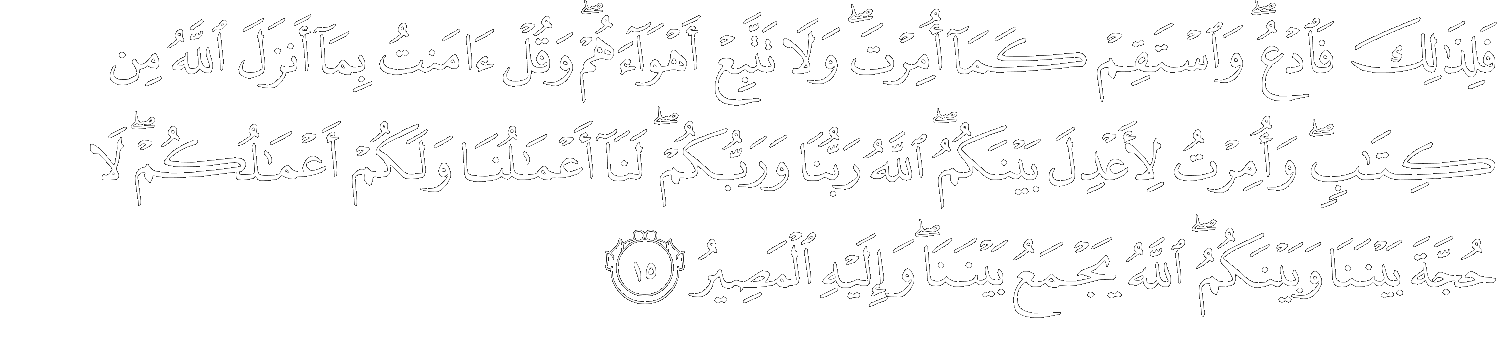 فَلِذَٰلِكَ فَٱدْعُ ۖ وَٱسْتَقِمْ كَمَآ أُمِرْتَ ۖ وَلَا تَتَّبِعْ أَهْوَآءَهُمْ ۖ وَقُلْ ءَامَنتُ بِمَآ أَنزَلَ ٱللَّهُ مِن
كِتَٰبٍ ۖ وَأُمِرْتُ لِأَعْدِلَ بَيْنَكُمُ ۖ ٱللَّهُ رَبُّنَا وَرَبُّكُمْ ۖ لَنَآ أَعْمَٰلُنَا وَلَكُمْ أَعْمَٰلُكُمْ ۖ لَا
حُجَّةَ بَيْنَنَا وَبَيْنَكُمُ ۖ ٱللَّهُ يَجْمَعُ بَيْنَنَا ۖ وَإِلَيْهِ ٱلْمَصِيرُ ١٥